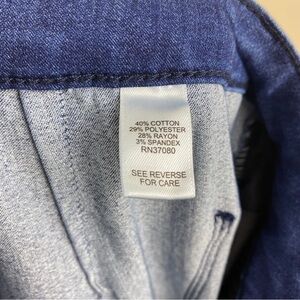 40% COTTON
29% POLYESTER
28% RAYON
3% SPANDEX
RN37080
SEE REVERSE
FOR CARE